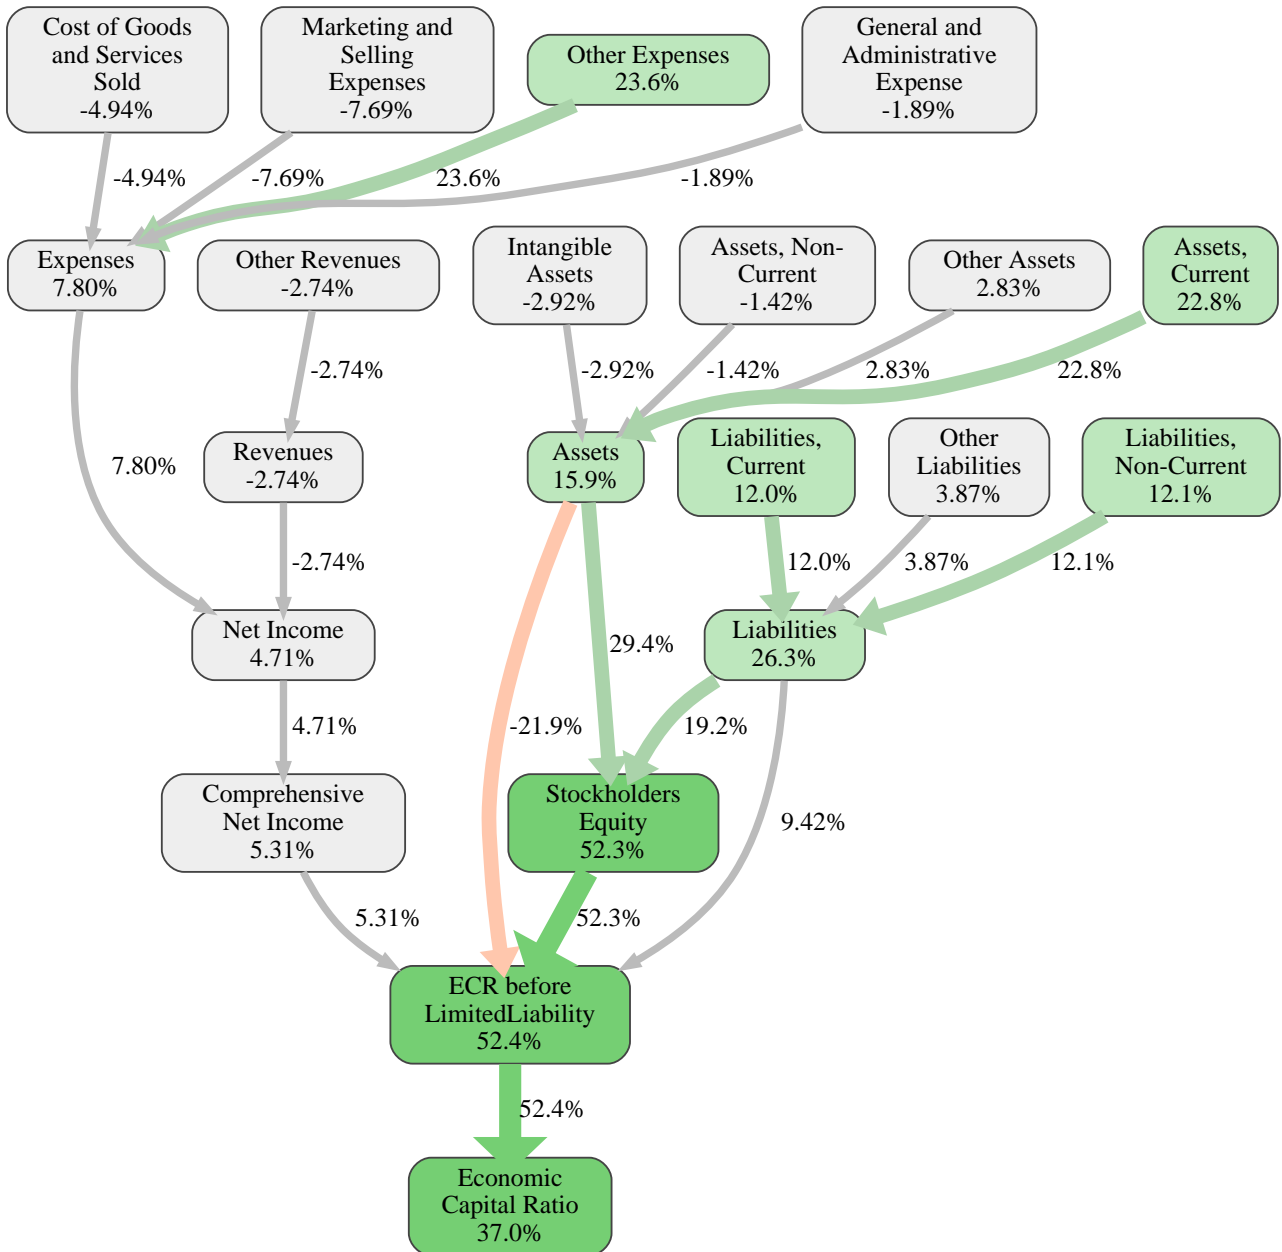 Cost of Goods
and Services
Sold
-4.94%
Marketing and
Selling
Expenses
-7.69%
Other Expenses
23.6%
General and
Administrative
Expense
-1.89%
-4.94%
-7.69%
23.6%
-1.89%
Expenses
7.80%
Other Revenues
-2.74%
Intangible
Assets
-2.92%
Assets, Non-
Current
-1.42%
Other Assets
2.83%
Assets,
Current
22.8%
-2.74%
-2.92%
-1.42%
2.83%
22.8%
7.80%
Revenues
-2.74%
Assets
15.9%
Liabilities,
Current
12.0%
Other
Liabilities
3.87%
Liabilities,
Non-Current
12.1%
-2.74%
12.0%
3.87%
12.1%
Net Income
4.71%
29.4%
Liabilities
26.3%
4.71%
-21.9%
19.2%
Comprehensive
Net Income
5.31%
Stockholders
Equity
52.3%
9.42%
5.31%
52.3%
ECR before
LimitedLiability
52.4%
52.4%
Economic
Capital Ratio
37.0%